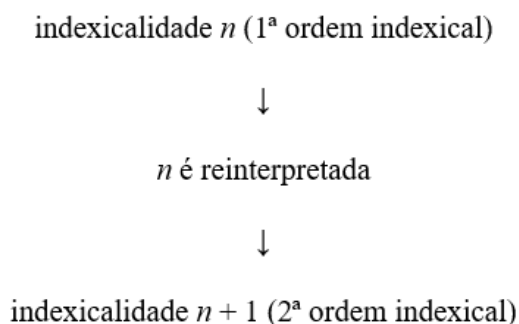 indexicalidade n (1ª ordem indexical)
↓
n é reinterpretada
↓
indexicalidade n + 1 (2ª ordem indexical)